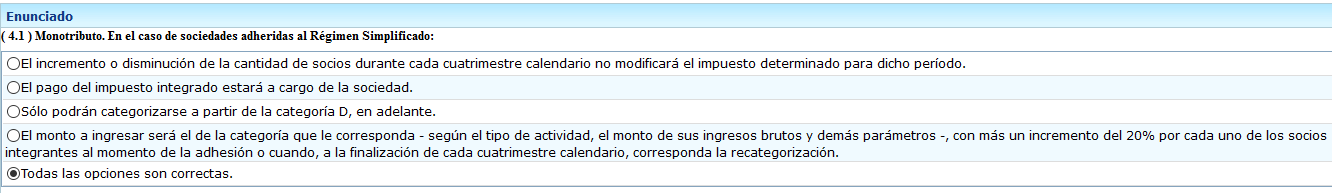 Enunciado
( 4.1 ) Monotributo. En el caso de sociedades adheridas al Régimen Simplificado:
El incremento o disminución de la cantidad de socios durante cada cuatrimestre calendario no modificará el impuesto determinado para dicho período.
El pago del impuesto integrado estará a cargo de la sociedad.
Sólo podrán categorizarse a partir de la categoría D, en adelante.
El monto a ingresar será el de la categoría que le corresponda - según el tipo de actividad, el monto de sus ingresos brutos y demás parámetros -, con más un incremento del 20% por cada uno de los socios
integrantes al momento de la adhesión o cuando, a la finalización de cada cuatrimestre calendario, corresponda la recategorización.
Todas las opciones son correctas.